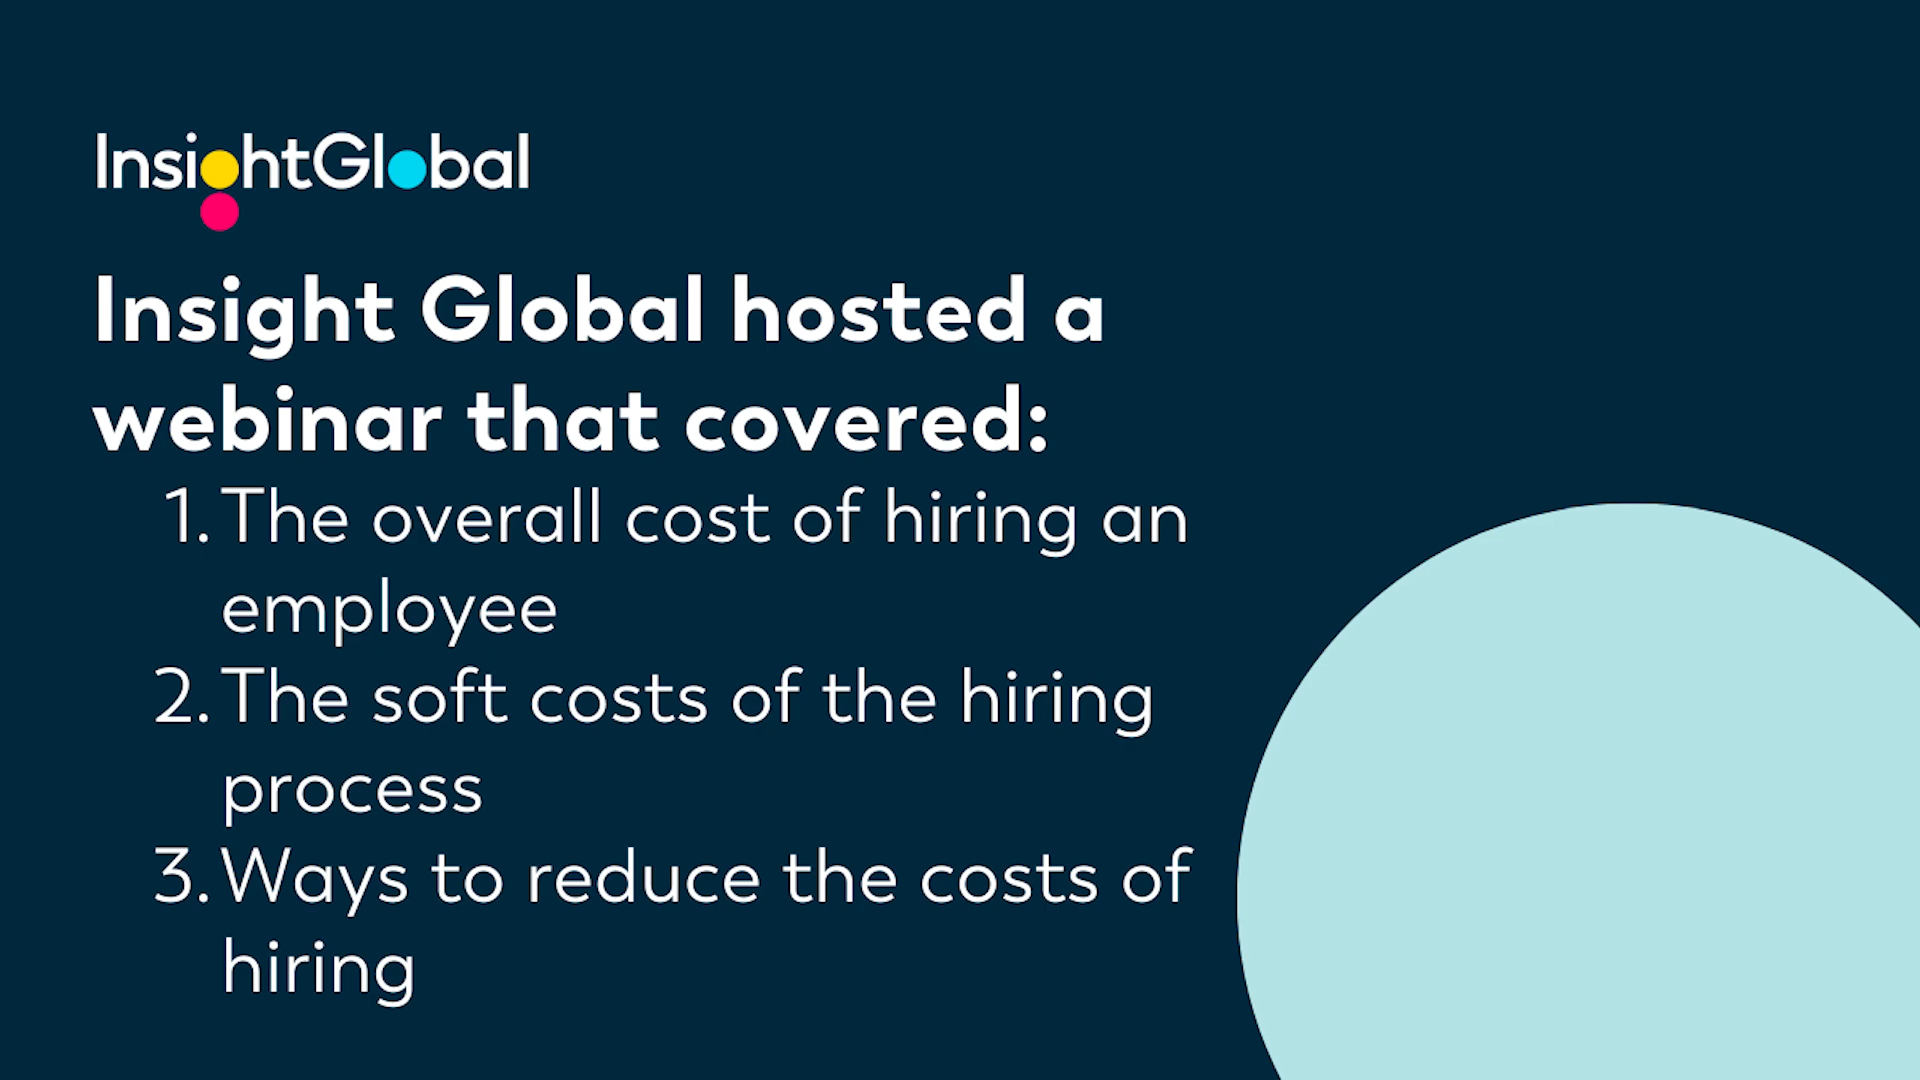 InsightGlobal
Insight Global hosted a
webinar that covered:
1. The overall cost of hiring an
employee
2. The soft costs of the hiring
process
3. Ways to reduce the costs of
hiring